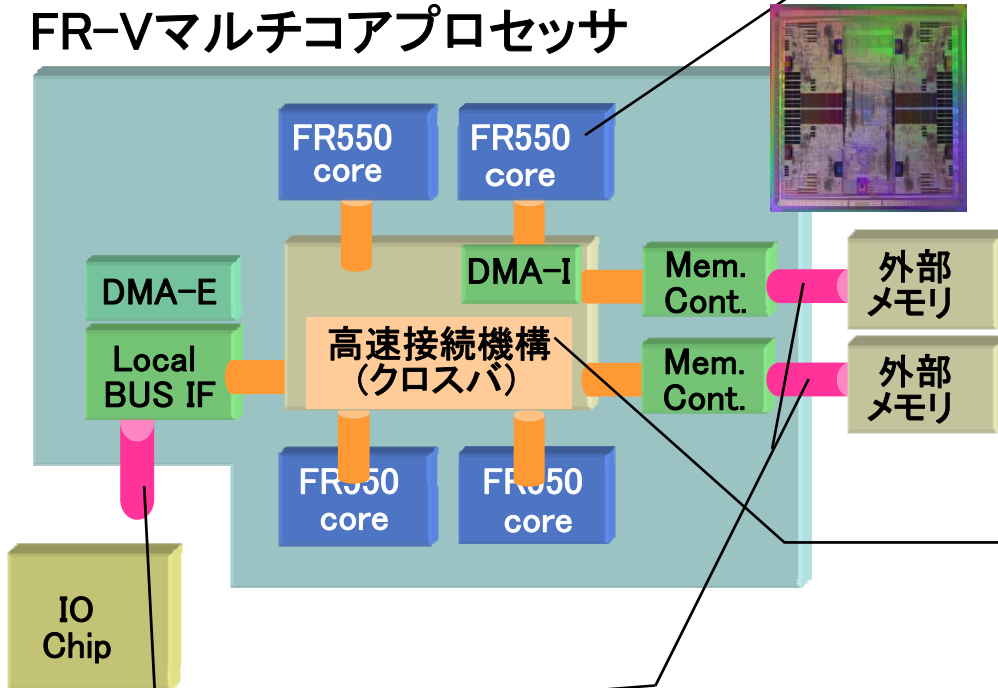 FR-Vマルチコアプロセッサ
FR550
core
FR550
core
DMA-E
DMA-I
Mem.
Cont.
外部
メモリ
Local
BUS IF
高速接続機構
(クロスバ)
Mem.
Cont.
外部
メモリ
FR550
core
FR550
core
IO
Chip